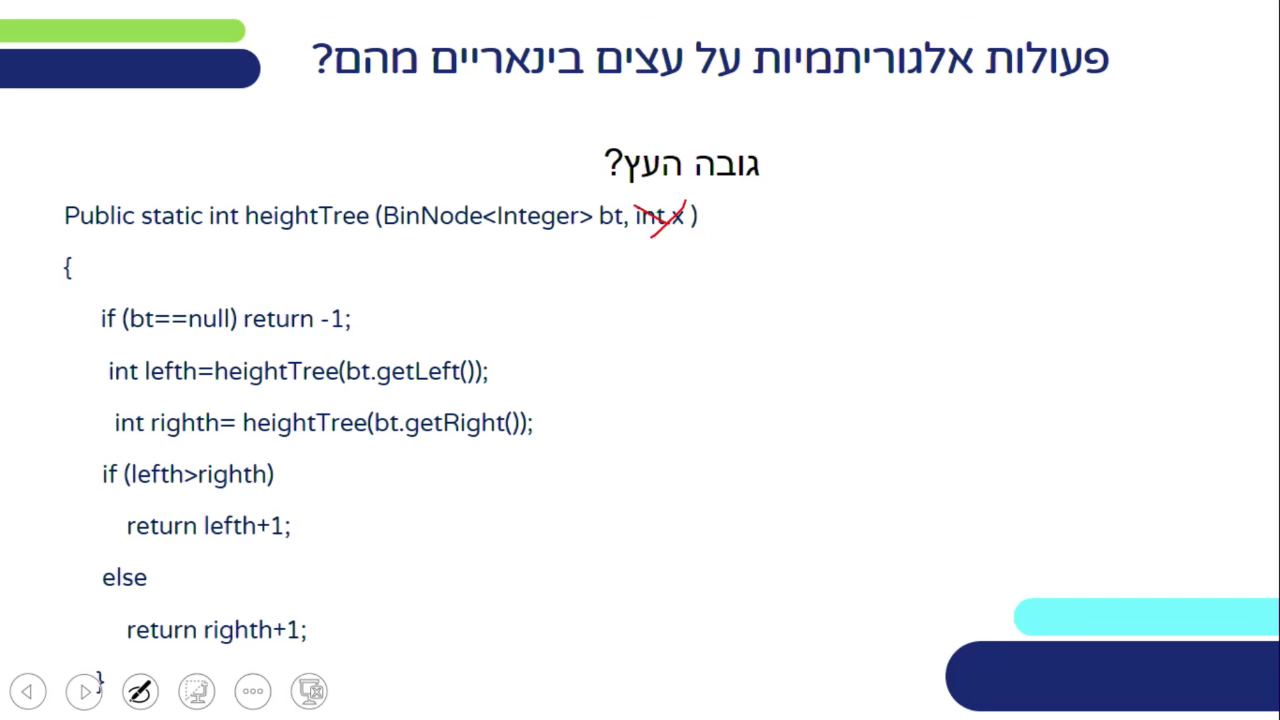 פעולות אלגוריתמיות על עצים בינאריים מהם?
גובה העץ?
Public static int heightTree (BinNode<Integer> bt, int x )
{
if (bt==null) return -1;
int lefth=heightTree(bt.getLeft());
int righth= heightTree(bt.getRight());
if (lefth>righth)
return lefth+1;
else
return righth+1;
}